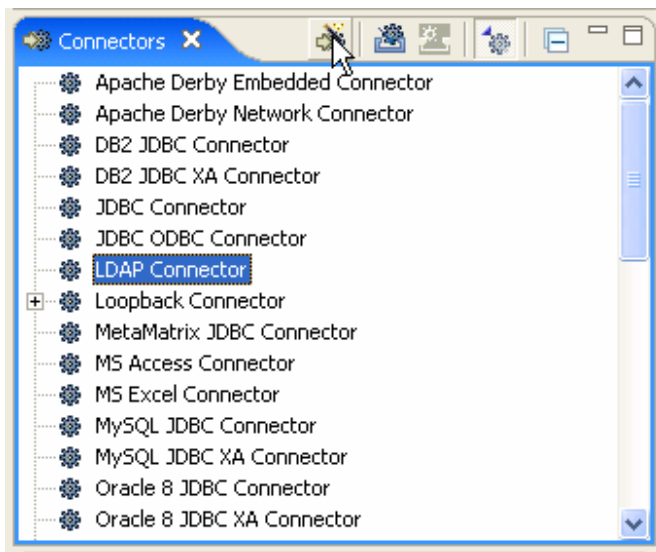 Connectors
Apache Derby Embedded Connector
Apache Derby Network Connector
DB2 JDBC Connector
DB2 JDBC XA Connector
JDBC Connector
JDBC ODBC Connector
LDAP Connector
Loopback Connector
MetaMatrix JDBC Connector
MS Access Connector
MS Excel Connector
MySQL JDBC Connector
MySQL JDBC XA Connector
Oracle 8 JDBC Connector
Oracle 8 JDBC XA Connector